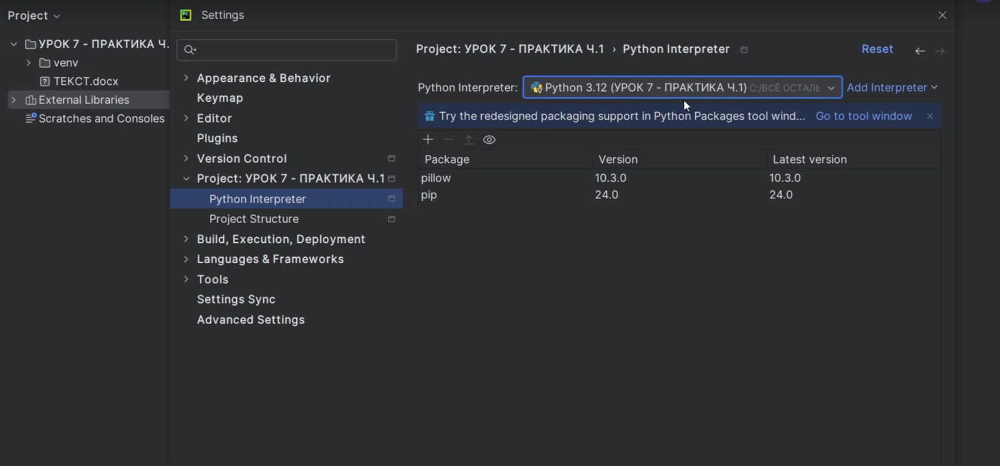 Project
УРОК 7 - ПРАКТИКА Ч.
venv
ТЕКСТ.docx
External Libraries
Scratches and Consoles
PC
Settings
Appearance & Behavior
Keymap
Editor
Plugins
Version Control
Project: УРОК 7 - ПРАКТИКА Ч.1
Python Interpreter
Project Structure
Build, Execution, Deployment
Languages & Frameworks
Tools
Settings Sync
Advanced Settings
Project: УРОК 7 - ПРАКТИКА Ч.1 › Python Interpreter
Reset
Python Interpreter: Python 3.12 (УРОК 7 - ПРАКТИКА Ч.1) C:/ВСЁ ОСТАЛЬ Add Interpreter
Try the redesigned packaging support in Python Packages tool wind... Go to tool window
Package Version Latest version
pillow 10.3.0 10.3.0
pip 24.0 24.0